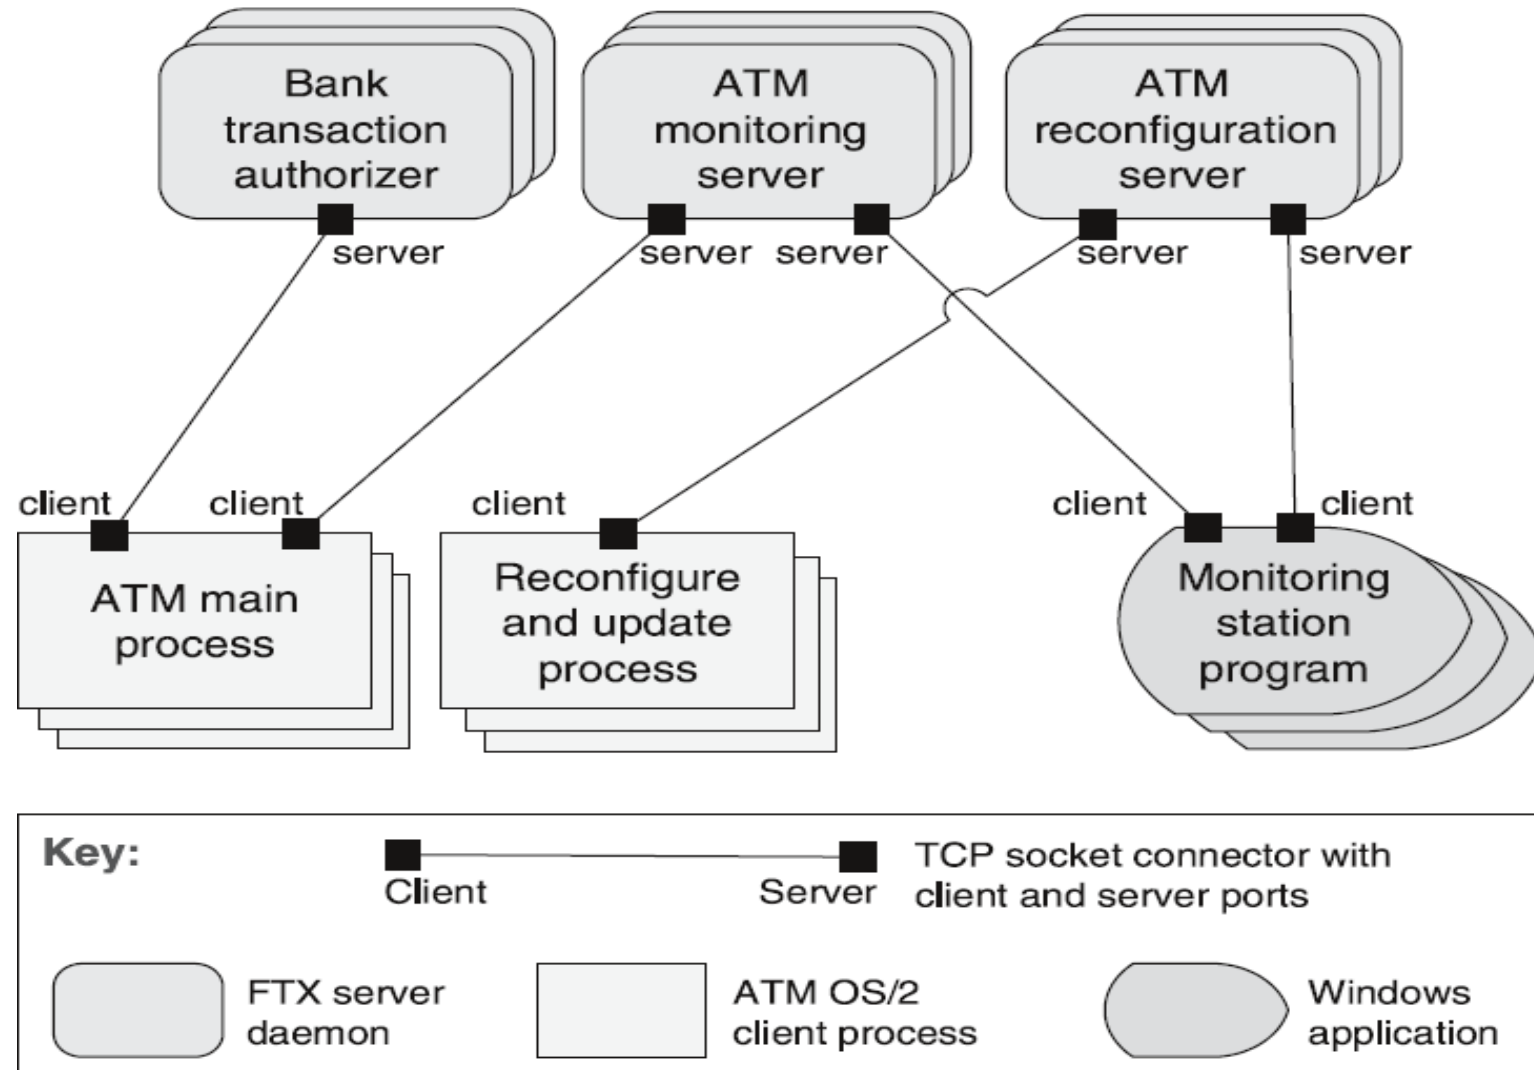 Bank
transaction
authorizer
ATM
monitoring
server
ATM
reconfiguration
server
server
server
server
server
server
client
client
client
client
client
ATM main
process
Reconfigure
and update
process
Monitoring
station
program
Key:
Client
Server
TCP socket connector with
client and server ports
FTX server
daemon
ATM OS/2
client process
Windows
application